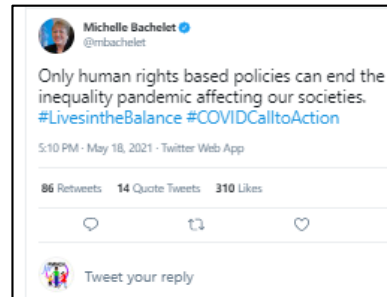 Michelle Bachelet
@mbachelet
Only human rights based policies can end the
inequality pandemic affecting our societies.
#LivesintheBalance #COVIDCalltoAction
5:10 PM · May 18, 2021 · Twitter Web App
86 Retweets 14 Quote Tweets 310 Likes
Tweet your reply